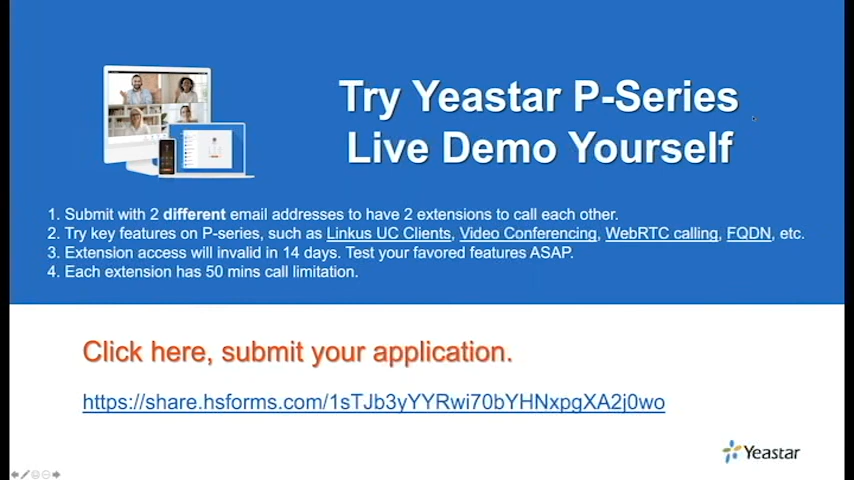 Try Yeastar P-Series
Live Demo Yourself
1. Submit with 2 different email addresses to have 2 extensions to call each other.
2. Try key features on P-series, such as Linkus UC Clients, Video Conferencing, WebRTC calling, FQDN, etc.
3. Extension access will invalid in 14 days. Test your favored features ASAP.
4. Each extension has 50 mins call limitation.
Click here, submit your application.
https://share.hsforms.com/1sTJb3yYYRwi70bYHNxpgXA2j0wo
Yeastar